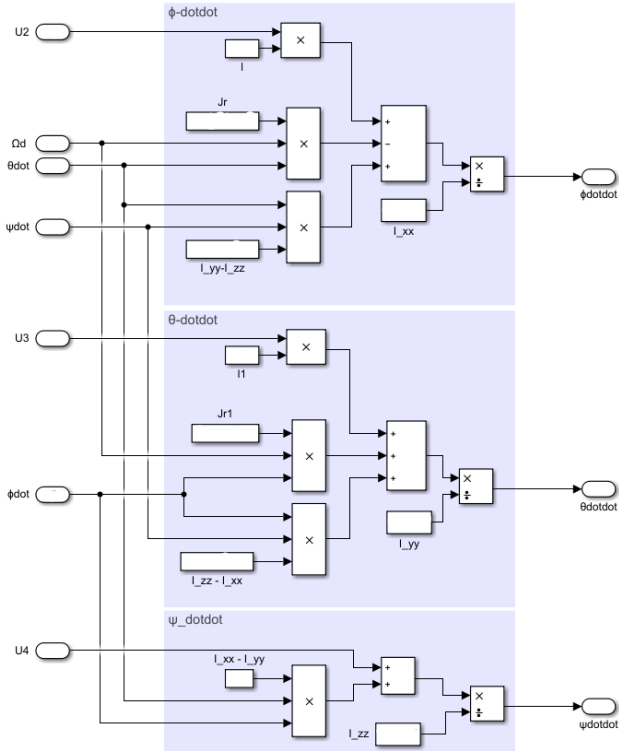 ϕ-dotdot
U2
×
l
Jr
Ωd
×
+
−
+
θdot
×
÷
ϕdotdot
ψdot
×
I_xx
I_yy-I_zz
θ-dotdot
U3
×
l1
Jr1
×
+
+
+
ϕdot
×
÷
θdotdot
×
I_yy
I_zz - I_xx
ψ_dotdot
U4
I_xx - I_yy
+
+
×
×
÷
ψdotdot
I_zz